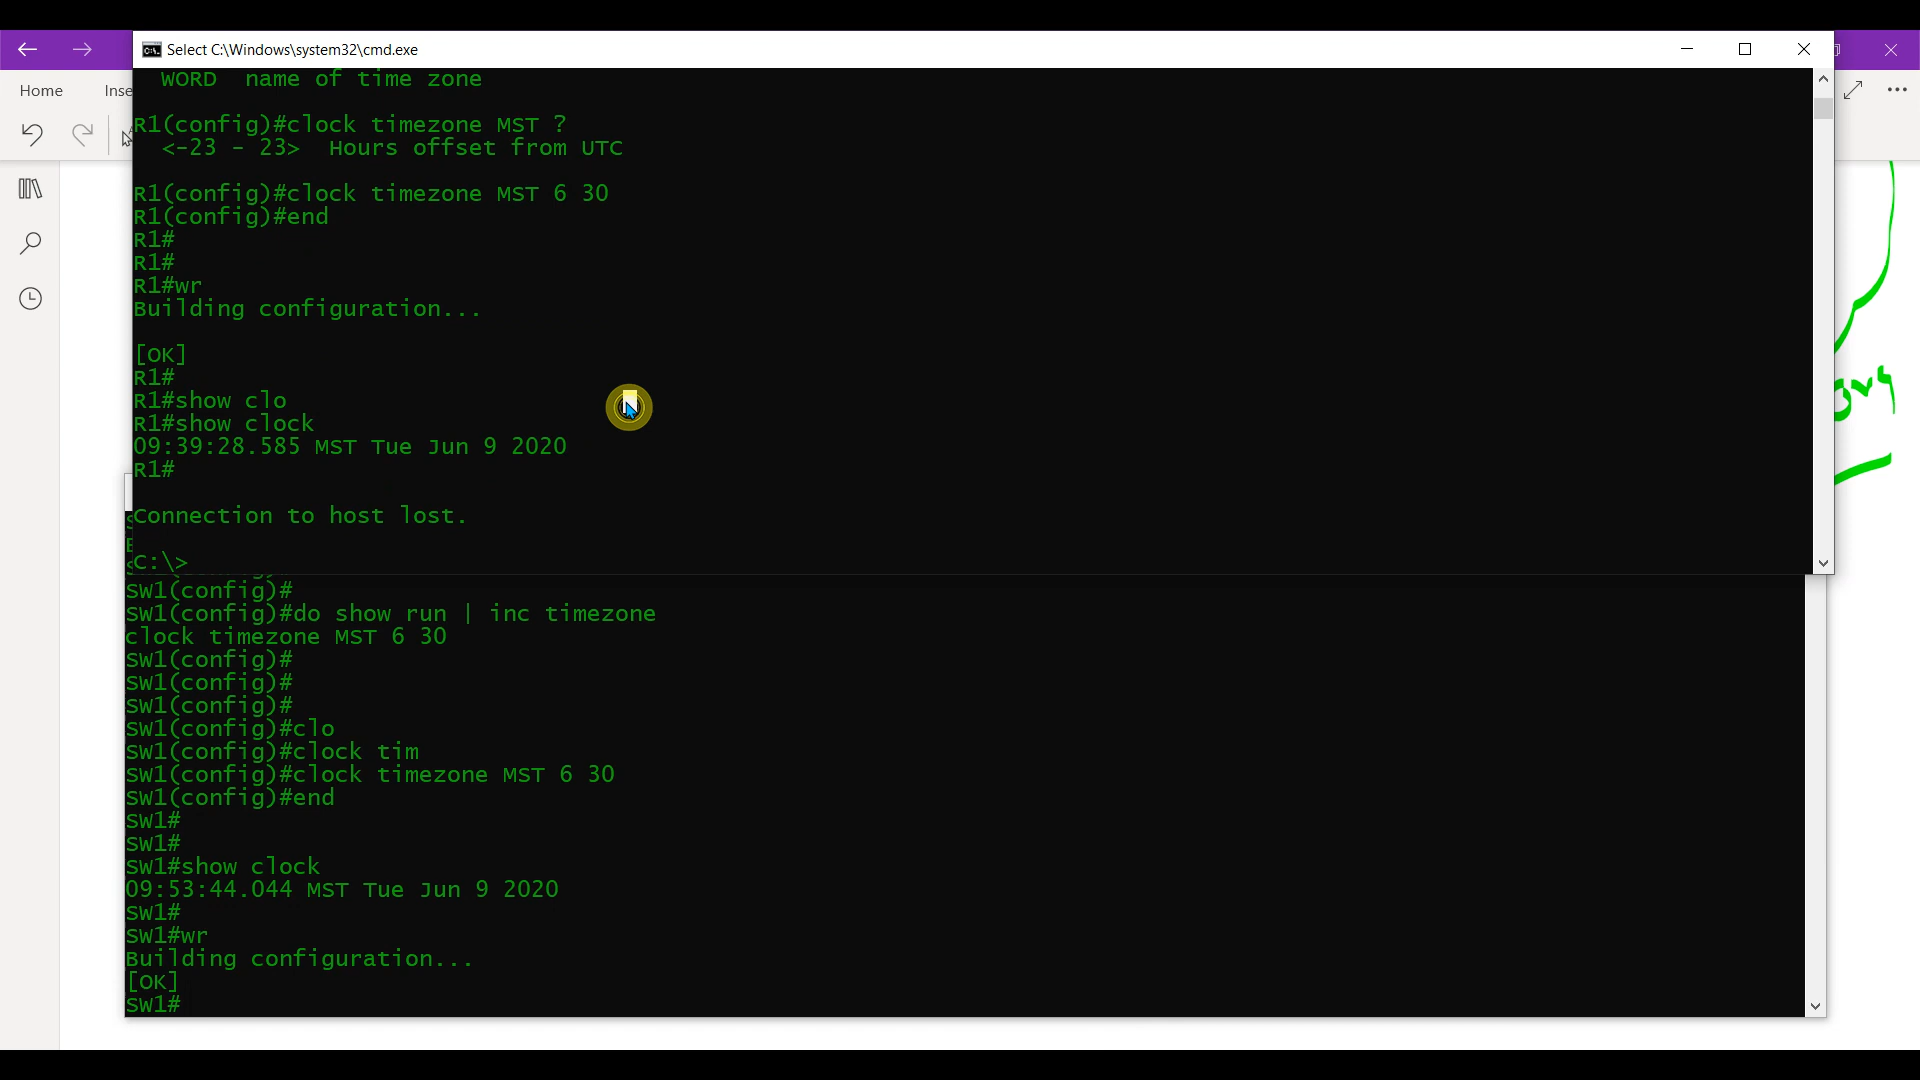 Select C:\Windows\system32\cmd.exe
Home
Inse
WORD  name of time zone
R1(config)#clock timezone MST ?
<-23 - 23>  Hours offset from UTC
R1(config)#clock timezone MST 6 30
R1(config)#end
R1#
R1#
R1#wr
Building configuration...
[OK]
R1#
R1#show clo
R1#show clock
09:39:28.585 MST Tue Jun 9 2020
R1#
Connection to host lost.
C:\>
SW1(config)#
SW1(config)#do show run | inc timezone
clock timezone MST 6 30
SW1(config)#
SW1(config)#
SW1(config)#
SW1(config)#clo
SW1(config)#clock tim
SW1(config)#clock timezone MST 6 30
SW1(config)#end
SW1#
SW1#
SW1#show clock
09:53:44.044 MST Tue Jun 9 2020
SW1#
SW1#wr
Building configuration...
[OK]
SW1#